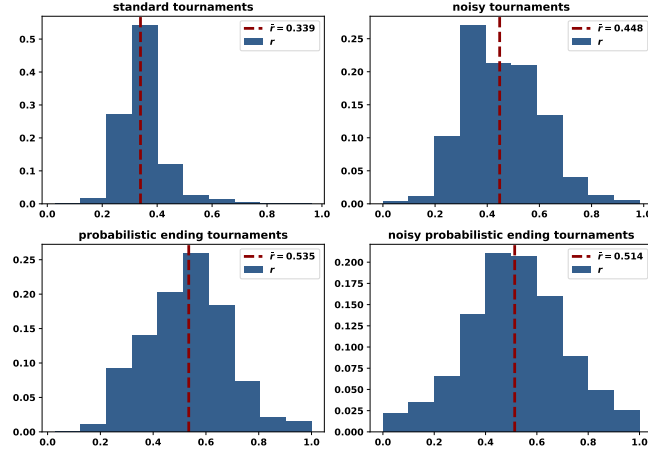 standard tournaments
r̄ = 0.339
r
0.5
0.4
0.3
0.2
0.1
0.0
0.0 0.2 0.4 0.6 0.8 1.0
noisy tournaments
r̄ = 0.448
r
0.25
0.20
0.15
0.10
0.05
0.00
0.0 0.2 0.4 0.6 0.8 1.0
probabilistic ending tournaments
r̄ = 0.535
r
0.25
0.20
0.15
0.10
0.05
0.00
0.0 0.2 0.4 0.6 0.8 1.0
noisy probabilistic ending tournaments
r̄ = 0.514
r
0.200
0.175
0.150
0.125
0.100
0.075
0.050
0.025
0.000
0.0 0.2 0.4 0.6 0.8 1.0